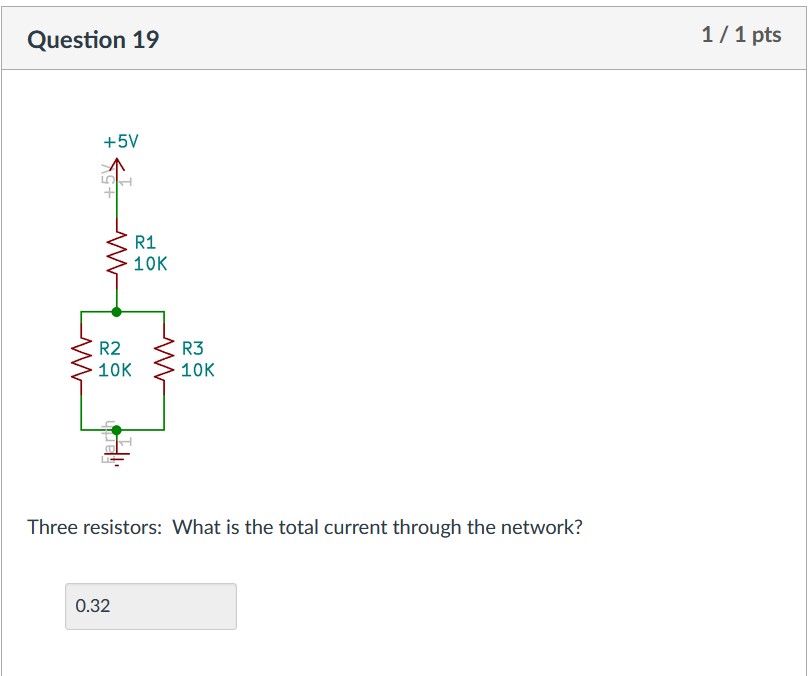 Question 19
1 / 1 pts
+5V
+5V
1
R1
10K
R2
10K
R3
10K
Earth
1
Three resistors: What is the total current through the network?
0.32